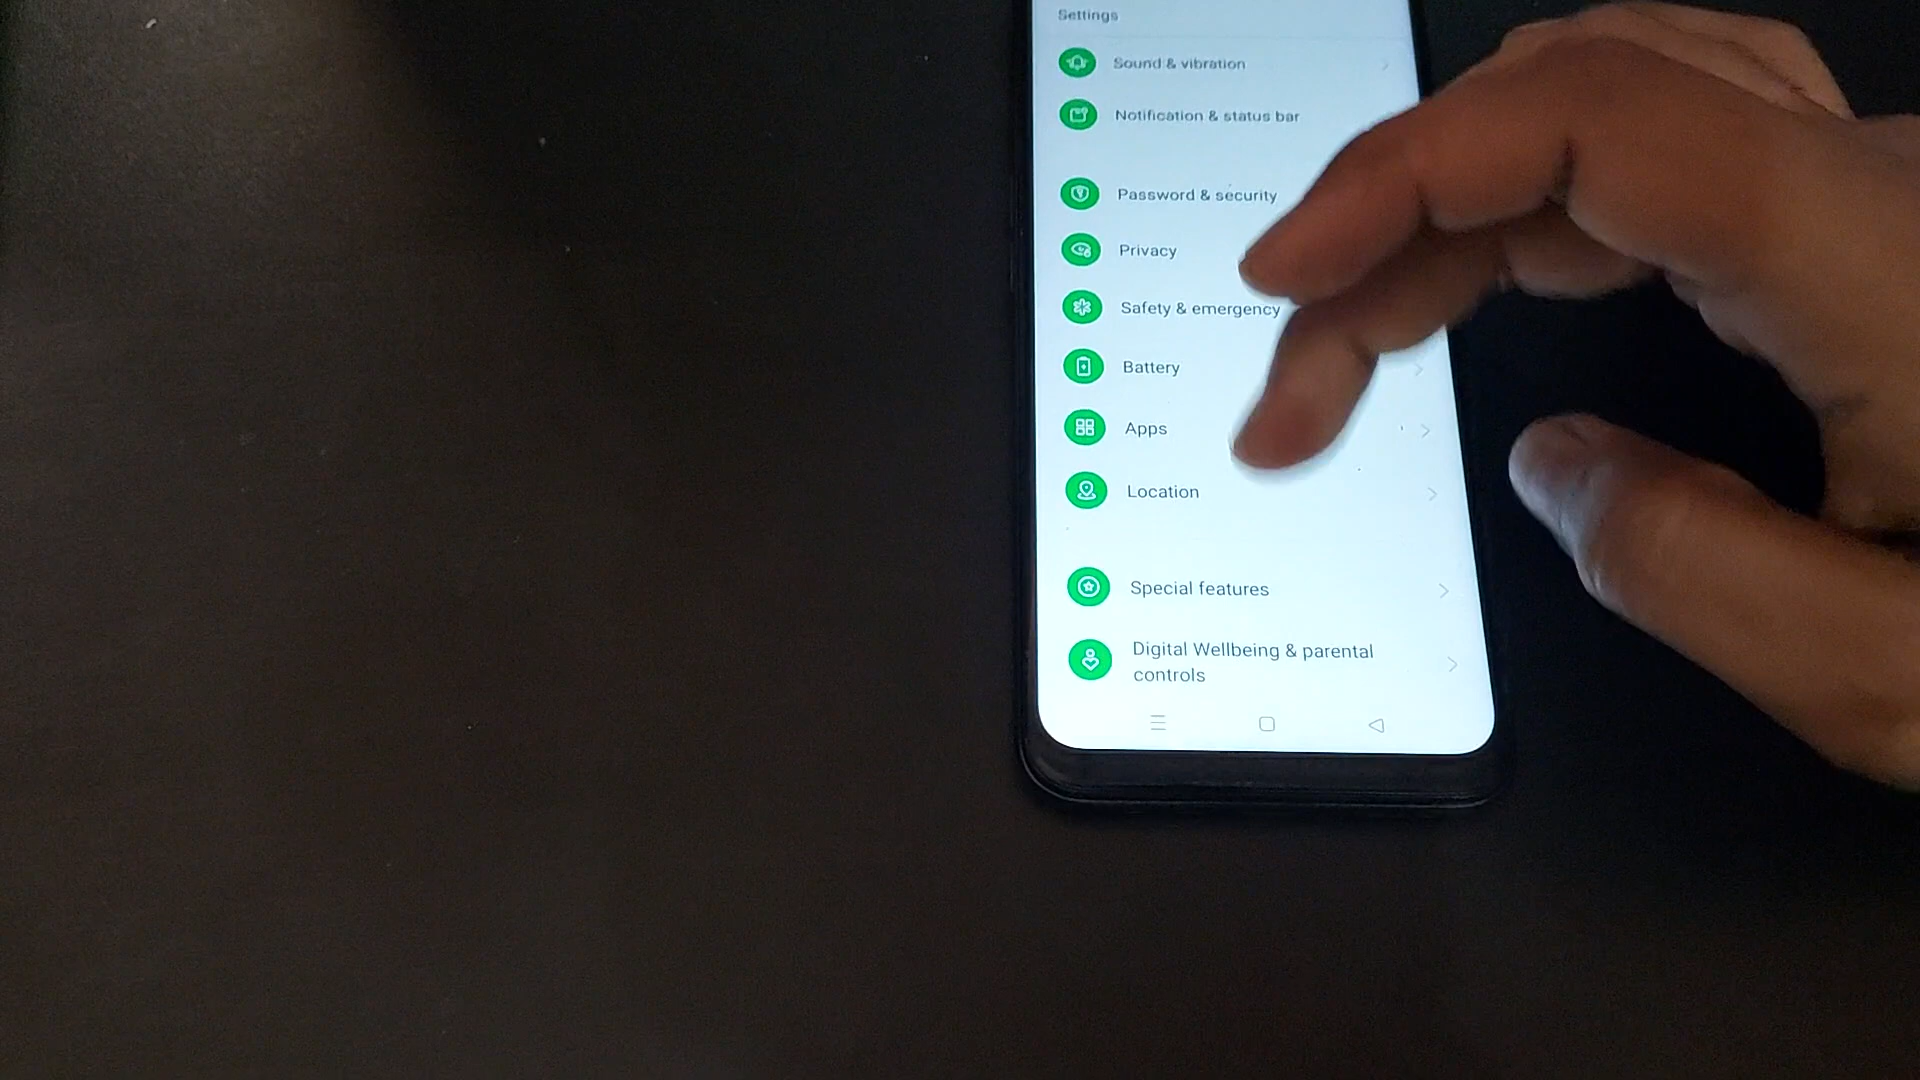 Settings
Sound & vibration
Notification & status bar
Password & security
Privacy
Safety & emergency
Battery
Apps
Location
Special features
Digital Wellbeing & parental
controls